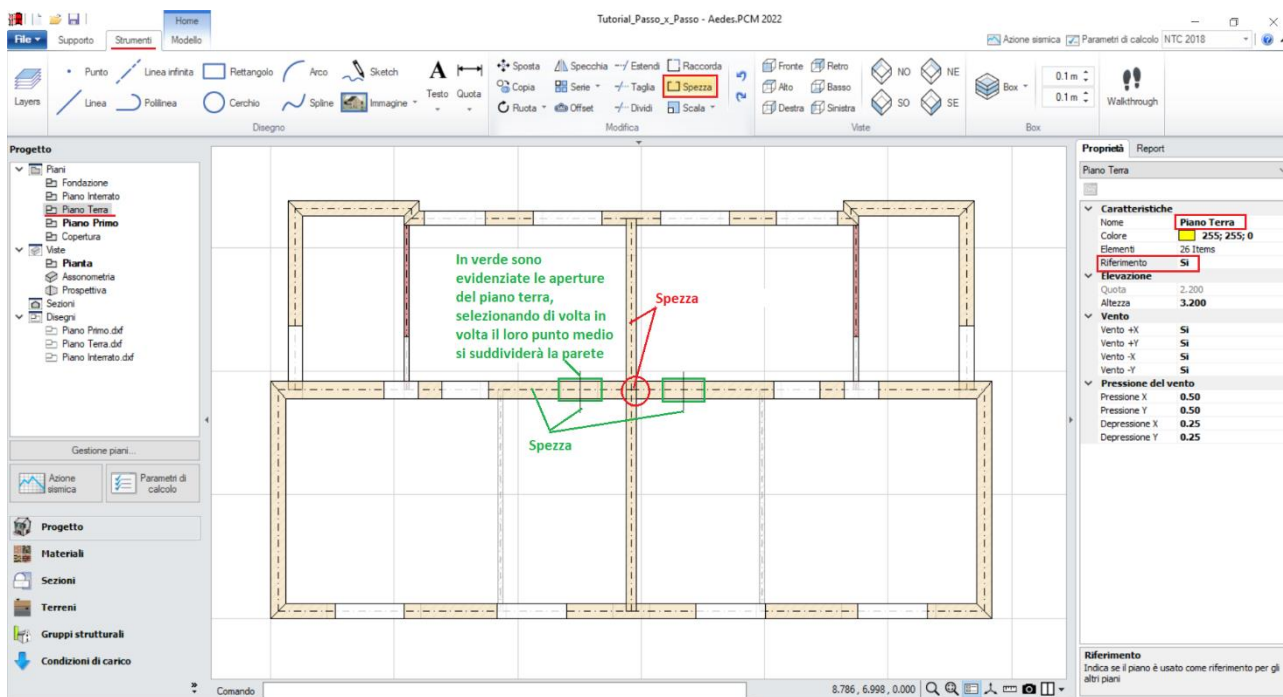 Tutorial_Passo_x_Passo - Aedes.PCM 2022
Home
File
Supporto
Strumenti
Modello
Azione sismica
Parametri di calcolo
NTC 2018
Layers
Punto
Linea infinita
Rettangolo
Arco
Sketch
Linea
Polilinea
Cerchio
Spline
Immagine
Testo
Quota
Disegno
Sposta
Specchia
Estendi
Raccorda
Copia
Serie
Taglia
Spezza
Ruota
Offset
Dividi
Scala
Modifica
Fronte
Retro
NO
NE
Alto
Basso
Destra
Sinistra
SO
SE
Viste
Box
0.1 m
0.1 m
Box
Walkthrough
Progetto
Piani
Fondazione
Piano Interrato
Piano Terra
Piano Primo
Copertura
Viste
Pianta
Assonometria
Prospettiva
Sezioni
Disegni
Piano Primo.dxf
Piano Terra.dxf
Piano Interrato.dxf
Gestione piani...
Azione sismica
Parametri di calcolo
Progetto
Materiali
Sezioni
Terreni
Gruppi strutturali
Condizioni di carico
In verde sono
evidenziate le aperture
del piano terra,
selezionando di volta in
volta il loro punto medio
si suddividerà la parete
Spezza
Spezza
Comando
8.786 , 6.998 , 0.000
Proprietà
Report
Piano Terra
Caratteristiche
Nome Piano Terra
Colore 255; 255; 0
Elementi 26 Items
Riferimento Sì
Elevazione
Quota 2.200
Altezza 3.200
Vento
Vento +X Sì
Vento +Y Sì
Vento -X Sì
Vento -Y Sì
Pressione del vento
Pressione X 0.50
Pressione Y 0.50
Depressione X 0.25
Depressione Y 0.25
Riferimento
Indica se il piano è usato come riferimento per gli
altri piani